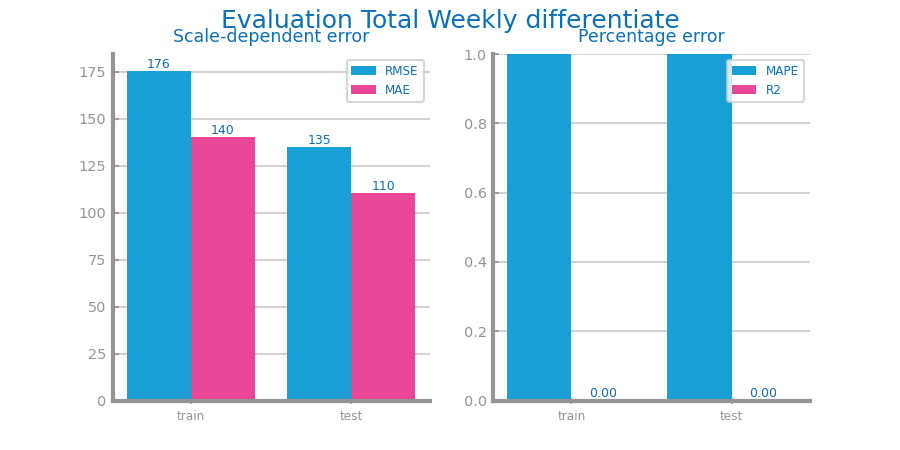 Evaluation Total Weekly differentiate
Scale-dependent error
175
150
125
100
75
50
25
0
176
140
135
110
RMSE
MAE
train
test
Percentage error
1.0
0.8
0.6
0.4
0.2
0.0
MAPE
R2
0.00
0.00
train
test